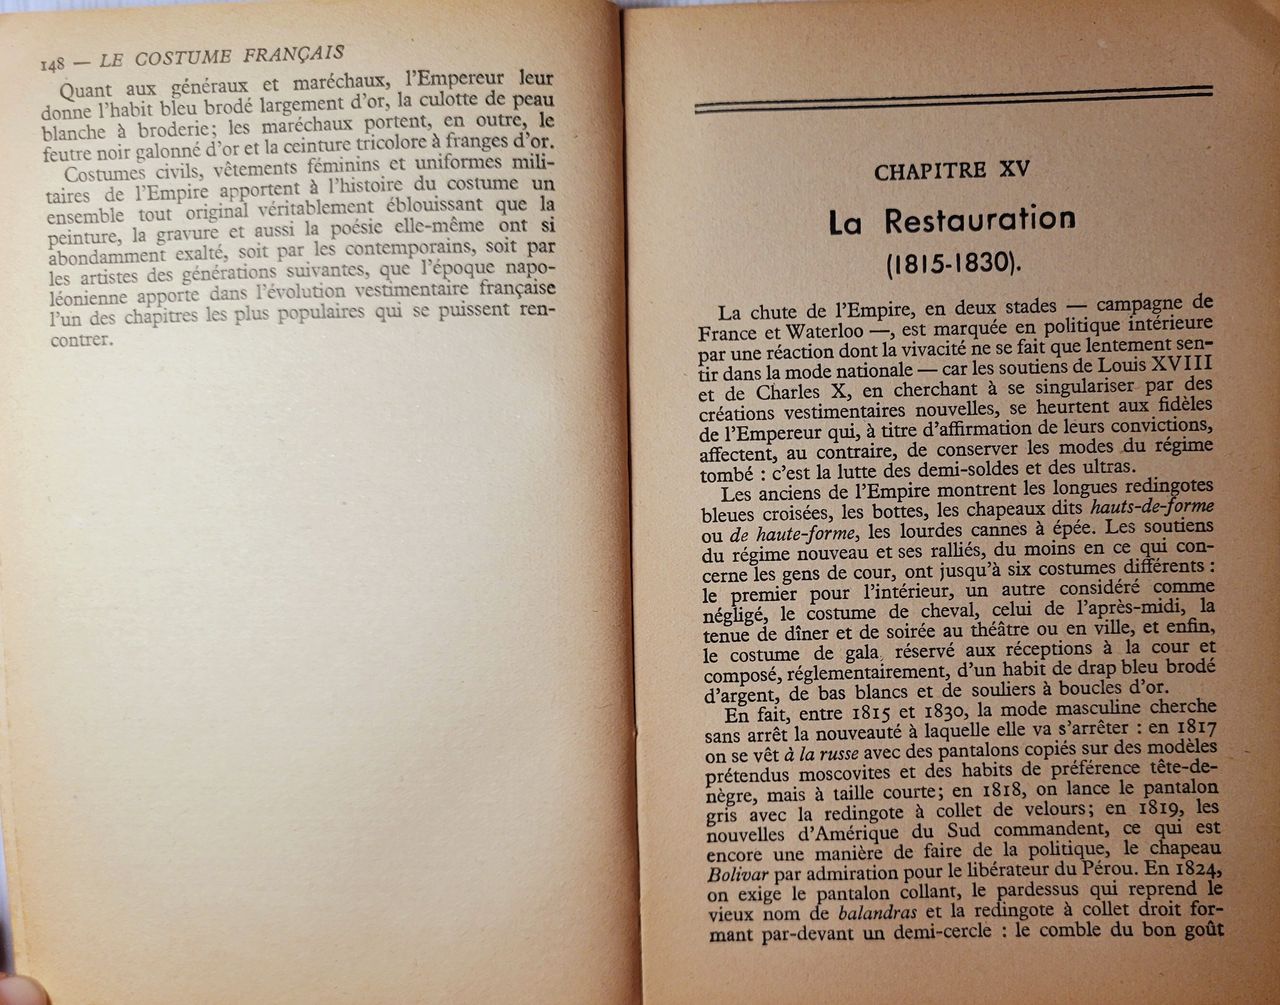 148 — LE COSTUME FRANÇAIS
Quant aux généraux et maréchaux, l'Empereur leur
donne l'habit bleu brodé largement d'or, la culotte de peau
blanche à broderie; les maréchaux portent, en outre, le
feutre noir galonné d'or et la ceinture tricolore à franges d'or.
Costumes civils, vêtements féminins et uniformes mili-
taires de l'Empire apportent à l'histoire du costume un
ensemble tout original véritablement éblouissant que la
peinture, la gravure et aussi la poésie elle-même ont si
abondamment exalté, soit par les contemporains, soit par
les artistes des générations suivantes, que l'époque napo-
léonienne apporte dans l'évolution vestimentaire française
l'un des chapitres les plus populaires qui se puissent ren-
contrer.
CHAPITRE XV
La Restauration
(1815-1830).
La chute de l'Empire, en deux stades — campagne de
France et Waterloo —, est marquée en politique intérieure
par une réaction dont la vivacité ne se fait que lentement sen-
tir dans la mode nationale — car les soutiens de Louis XVIII
et de Charles X, en cherchant à se singulariser par des
créations vestimentaires nouvelles, se heurtent aux fidèles
de l'Empereur qui, à titre d'affirmation de leurs convictions,
affectent, au contraire, de conserver les modes du régime
tombé : c'est la lutte des demi-soldes et des ultras.
Les anciens de l'Empire montrent les longues redingotes
bleues croisées, les bottes, les chapeaux dits hauts-de-forme
ou de haute-forme, les lourdes cannes à épée. Les soutiens
du régime nouveau et ses ralliés, du moins en ce qui con-
cerne les gens de cour, ont jusqu'à six costumes différents :
le premier pour l'intérieur, un autre considéré comme
négligé, le costume de cheval, celui de l'après-midi, la
tenue de dîner et de soirée au théâtre ou en ville, et enfin,
le costume de gala, réservé aux réceptions à la cour et
composé, réglementairement, d'un habit de drap bleu brodé
d'argent, de bas blancs et de souliers à boucles d'or.
En fait, entre 1815 et 1830, la mode masculine cherche
sans arrêt la nouveauté à laquelle elle va s'arrêter : en 1817
on se vêt à la russe avec des pantalons copiés sur des modèles
prétendus moscovites et des habits de préférence tête-de-
nègre, mais à taille courte; en 1818, on lance le pantalon
gris avec la redingote à collet de velours; en 1819, les
nouvelles d'Amérique du Sud commandent, ce qui est
encore une manière de faire de la politique, le chapeau
Bolivar par admiration pour le libérateur du Pérou. En 1824,
on exige le pantalon collant, le pardessus qui reprend le
vieux nom de balandras et la redingote à collet droit for-
mant par-devant un demi-cercle : le comble du bon goût